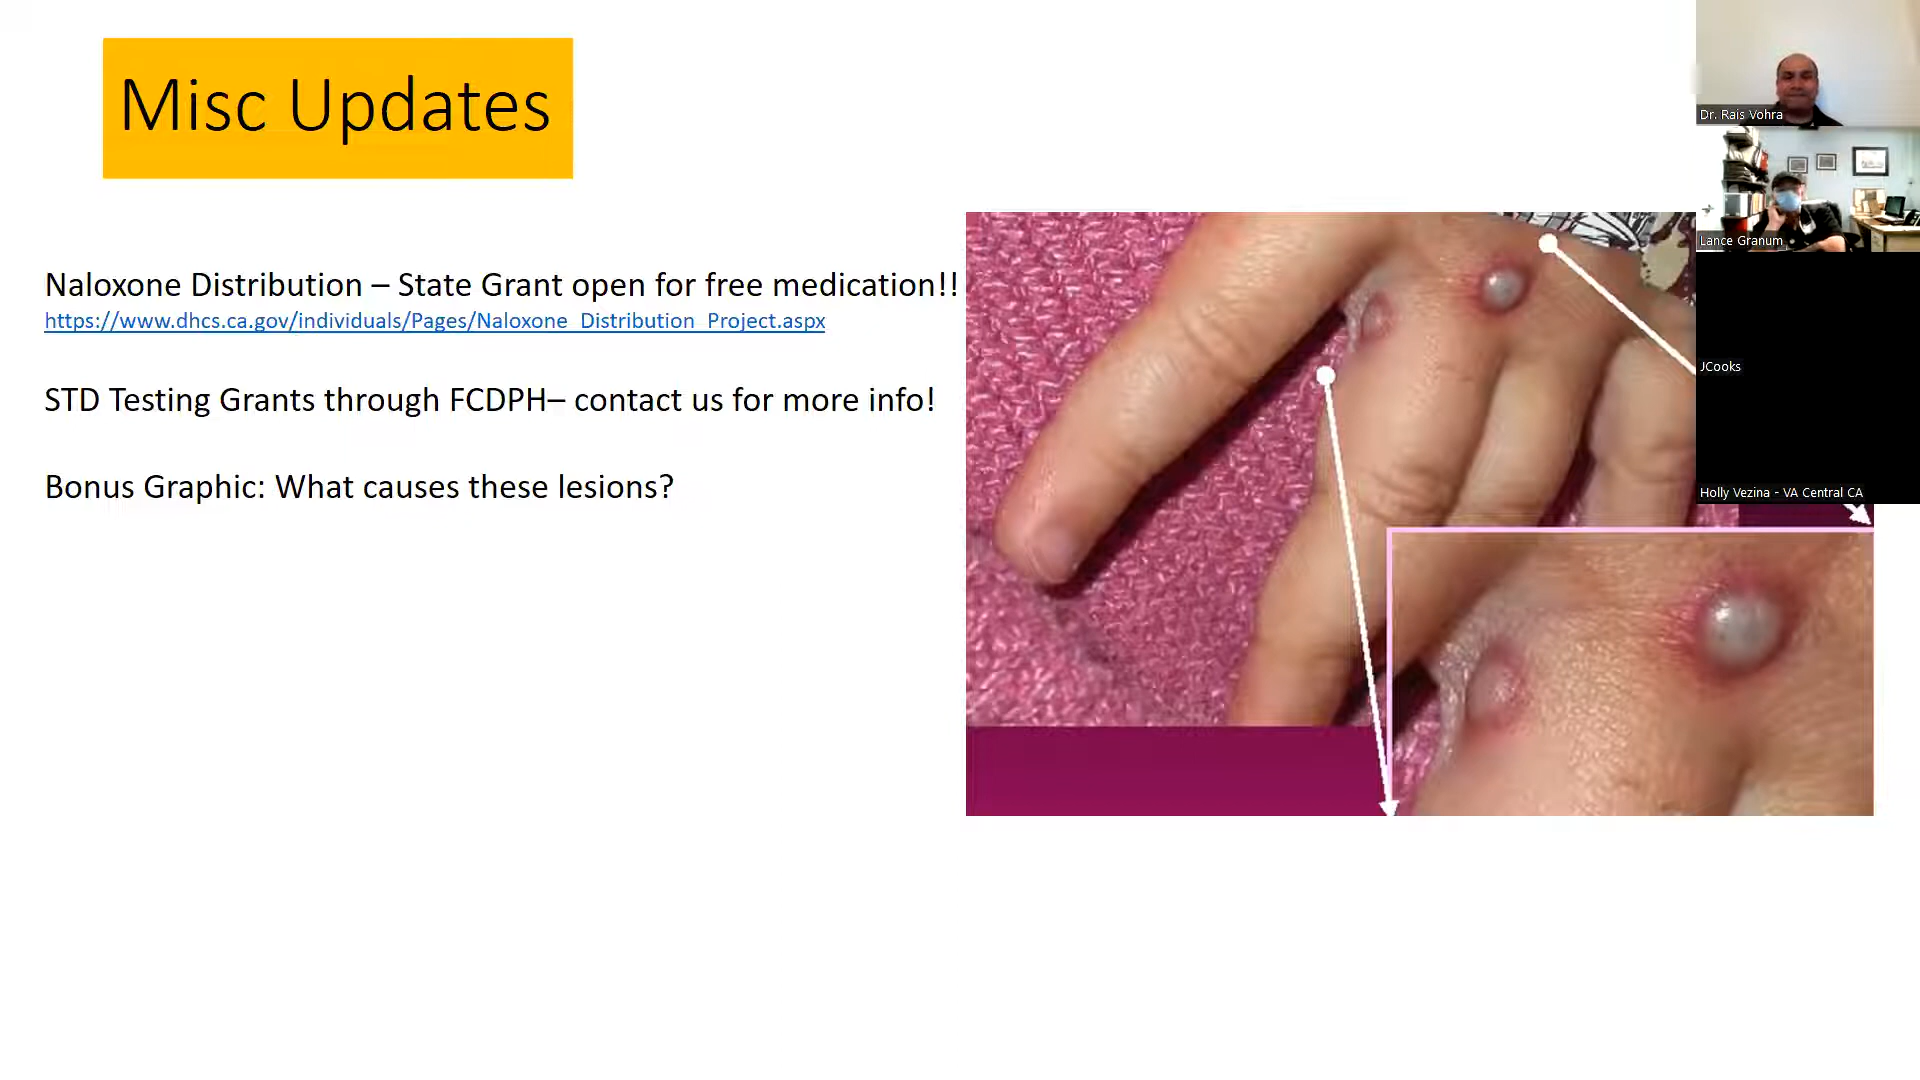 Misc Updates
Naloxone Distribution – State Grant open for free medication!!
https://www.dhcs.ca.gov/individuals/Pages/Naloxone_Distribution_Project.aspx
STD Testing Grants through FCDPH– contact us for more info!
Bonus Graphic: What causes these lesions?
Dr. Rais Vohra
Lance Granum
JCooks
Holly Vezina - VA Central CA